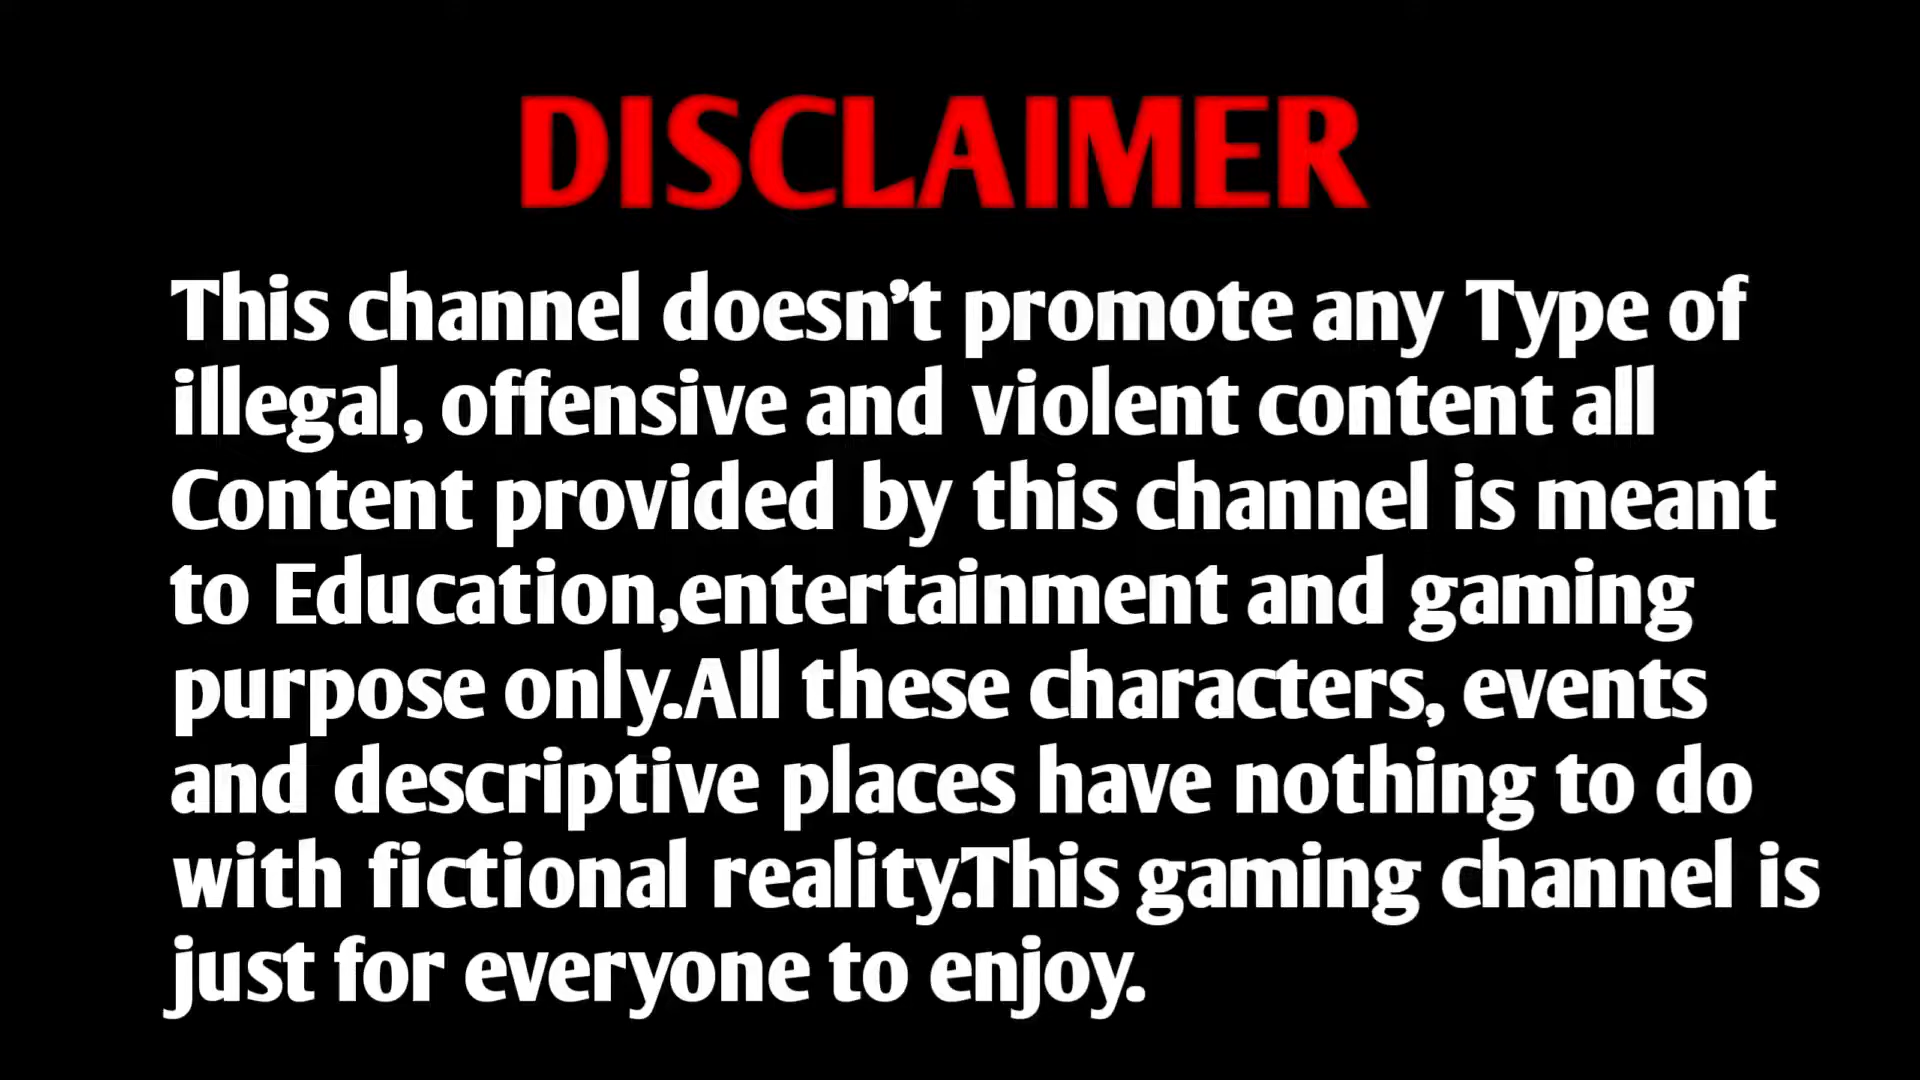 DISCLAIMER
This channel doesn't promote any Type of
illegal, offensive and violent content all
Content provided by this channel is meant
to Education,entertainment and gaming
purpose only.All these characters, events
and descriptive places have nothing to do
with fictional reality.This gaming channel is
just for everyone to enjoy.